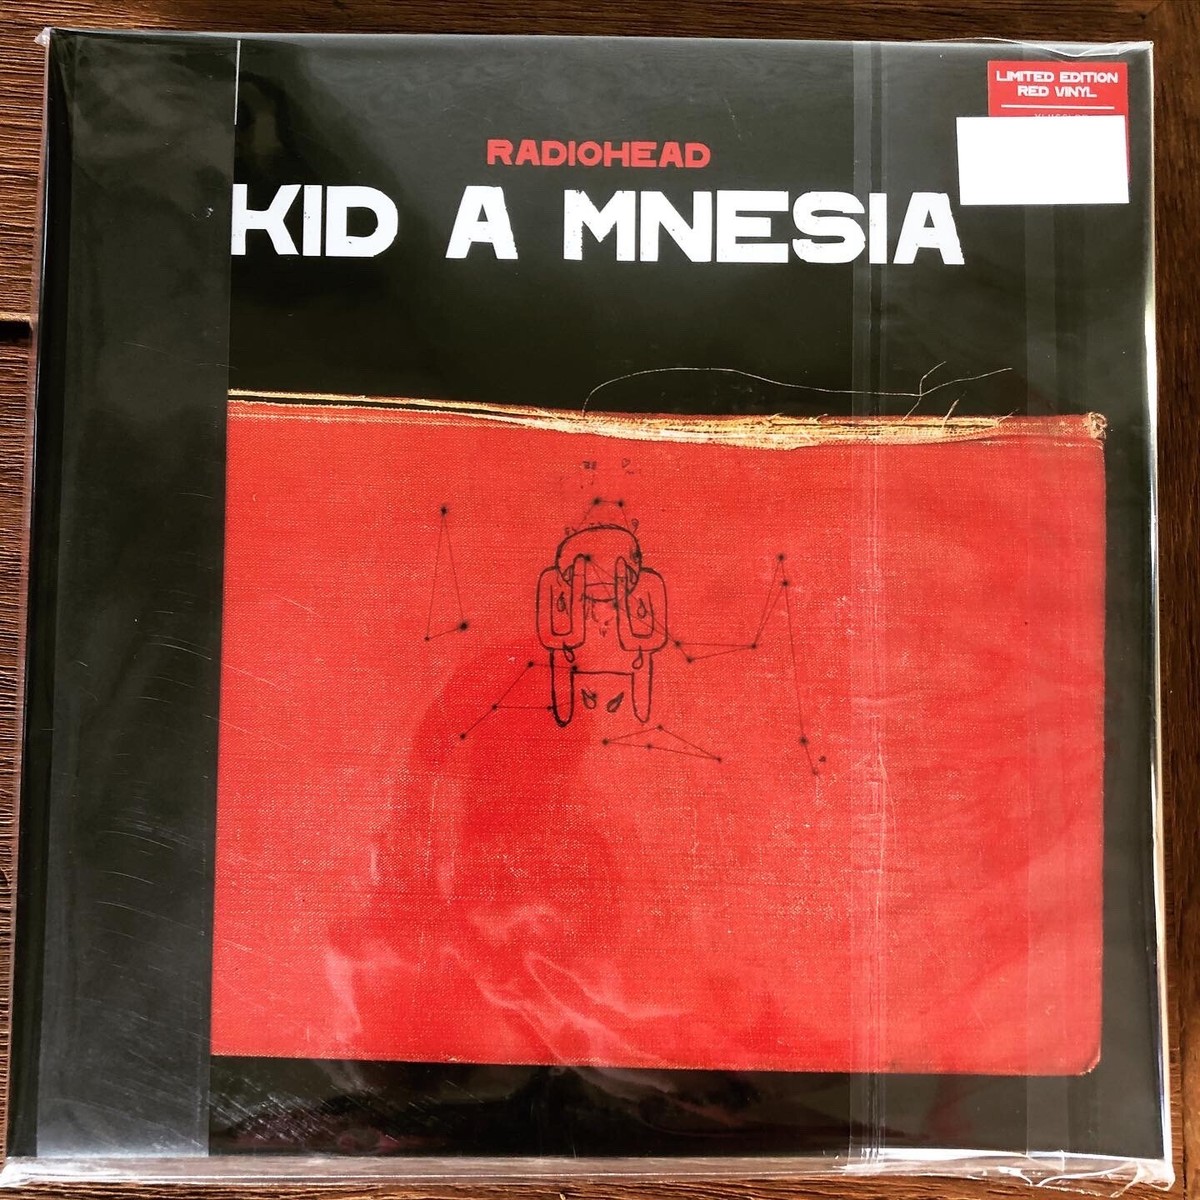 LIMITED EDITION
RED VINYL
RADIOHEAD
KID A MNESIA